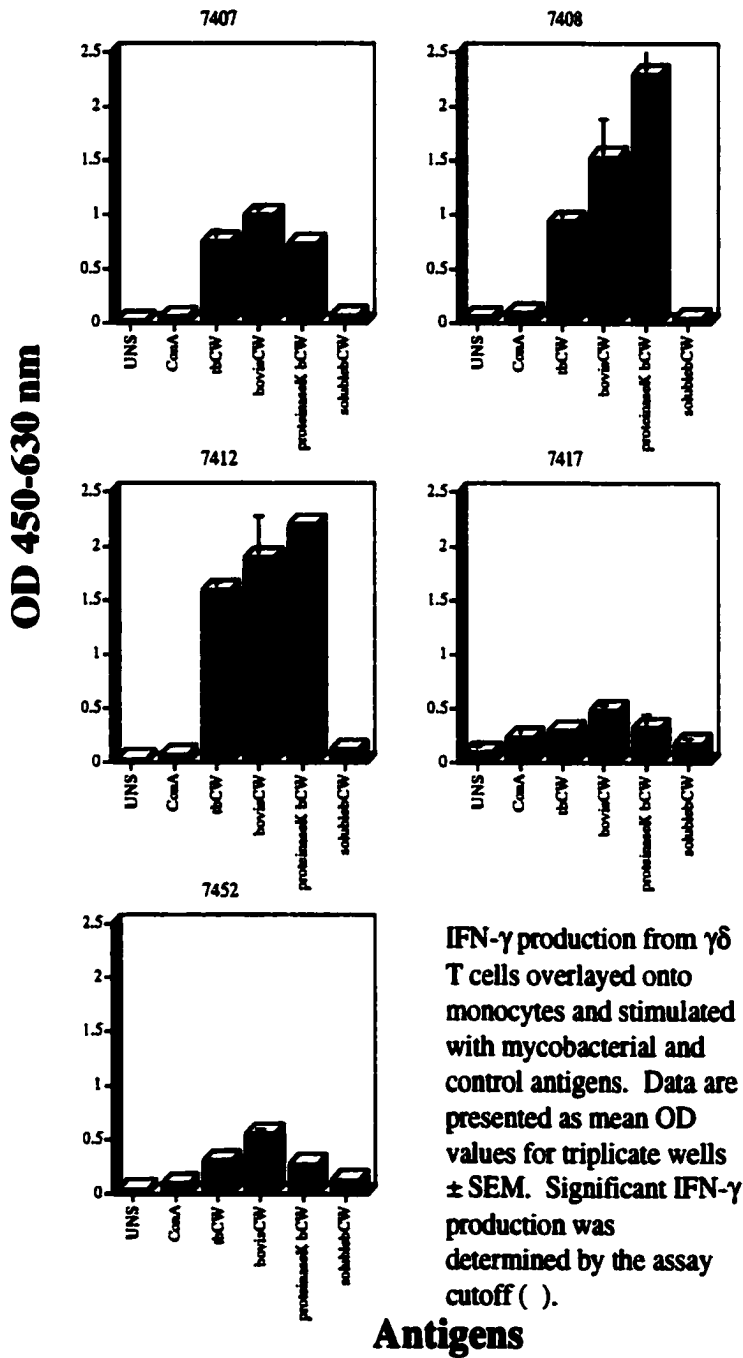 7407
2.5
2
1.5
1
0.5
0
UNS
ConA
tbCW
bovisCW
proteinaseK bCW
solublebCW
7408
2.5
2
1.5
1
0.5
0
UNS
ConA
tbCW
bovisCW
proteinaseK bCW
solublebCW
OD 450-630 nm
7412
2.5
2
1.5
1
0.5
0
UNS
ConA
tbCW
bovisCW
proteinaseK bCW
solublebCW
7417
2.5
2
1.5
1
0.5
0
UNS
ConA
tbCW
bovisCW
proteinaseK bCW
solublebCW
7452
2.5
2
1.5
1
0.5
0
UNS
ConA
tbCW
bovisCW
proteinaseK bCW
solublebCW
IFN-γ production from γδ
T cells overlayed onto
monocytes and stimulated
with mycobacterial and
control antigens. Data are
presented as mean OD
values for triplicate wells
± SEM. Significant IFN-γ
production was
determined by the assay
cutoff ( ).
Antigens